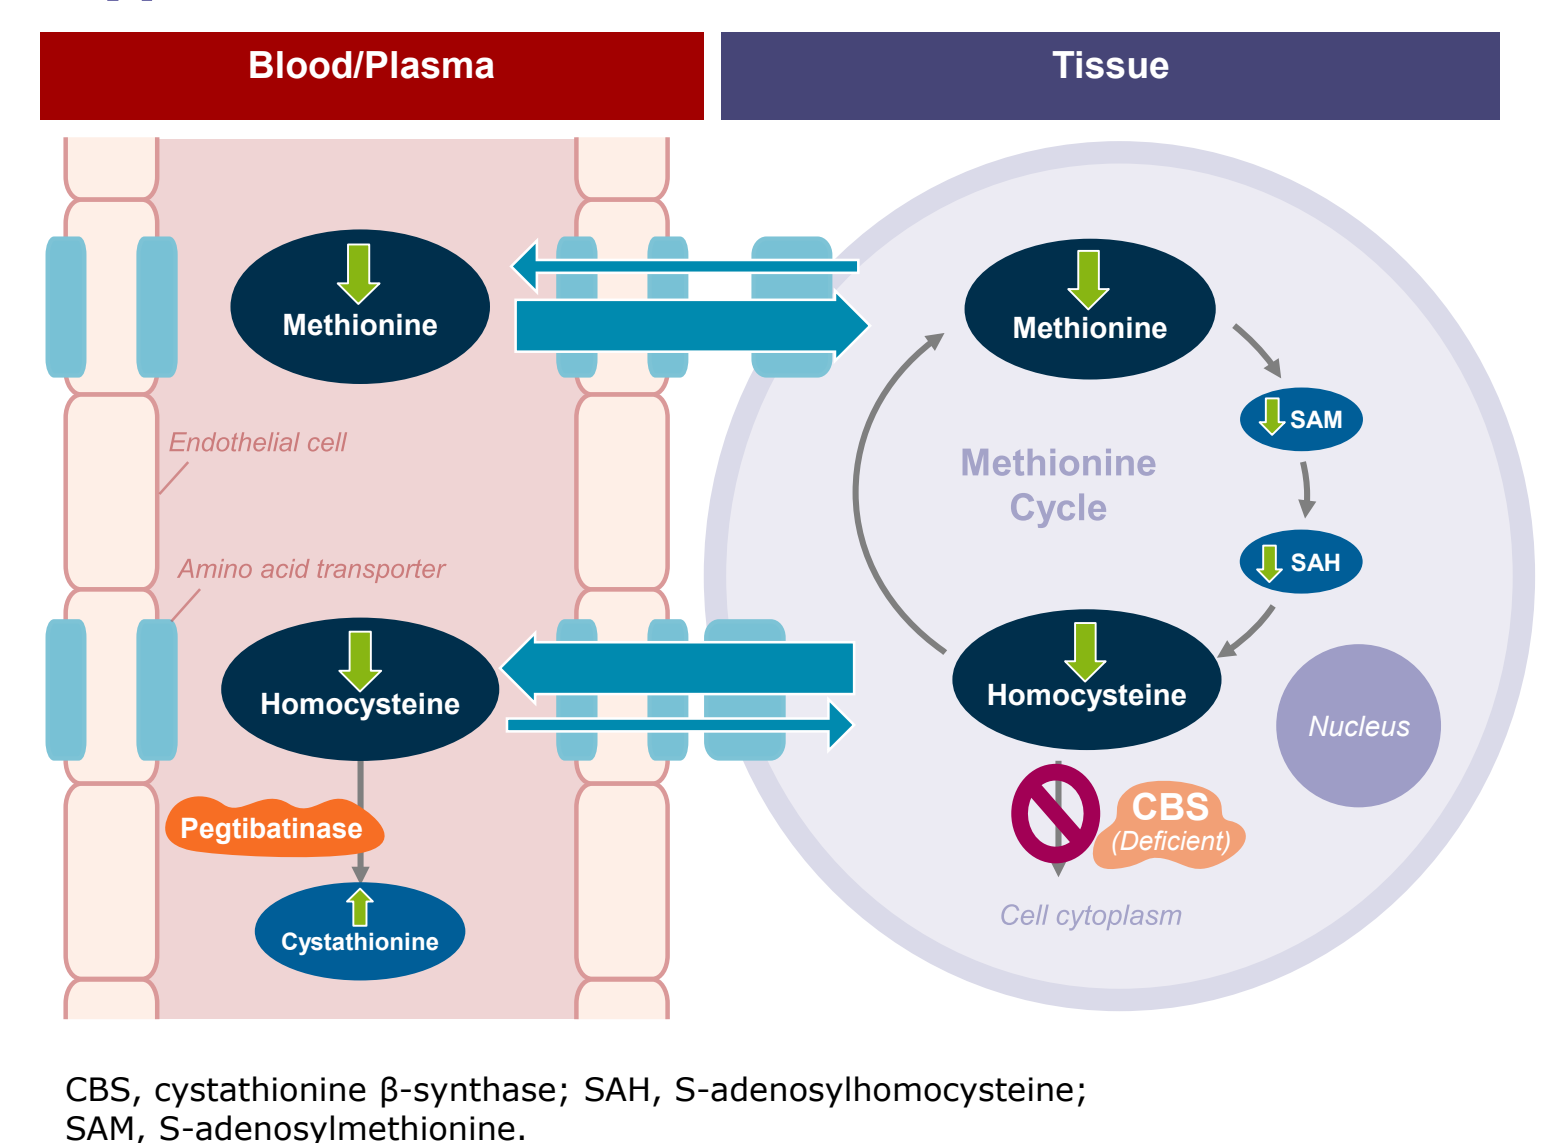 Blood/Plasma
Tissue
Methionine
Methionine
SAM
Endothelial cell
Methionine
Cycle
Amino acid transporter
SAH
Homocysteine
Homocysteine
Nucleus
Pegtibatinase
CBS
(Deficient)
Cell cytoplasm
Cystathionine
CBS, cystathionine β-synthase; SAH, S-adenosylhomocysteine;
SAM, S-adenosylmethionine.